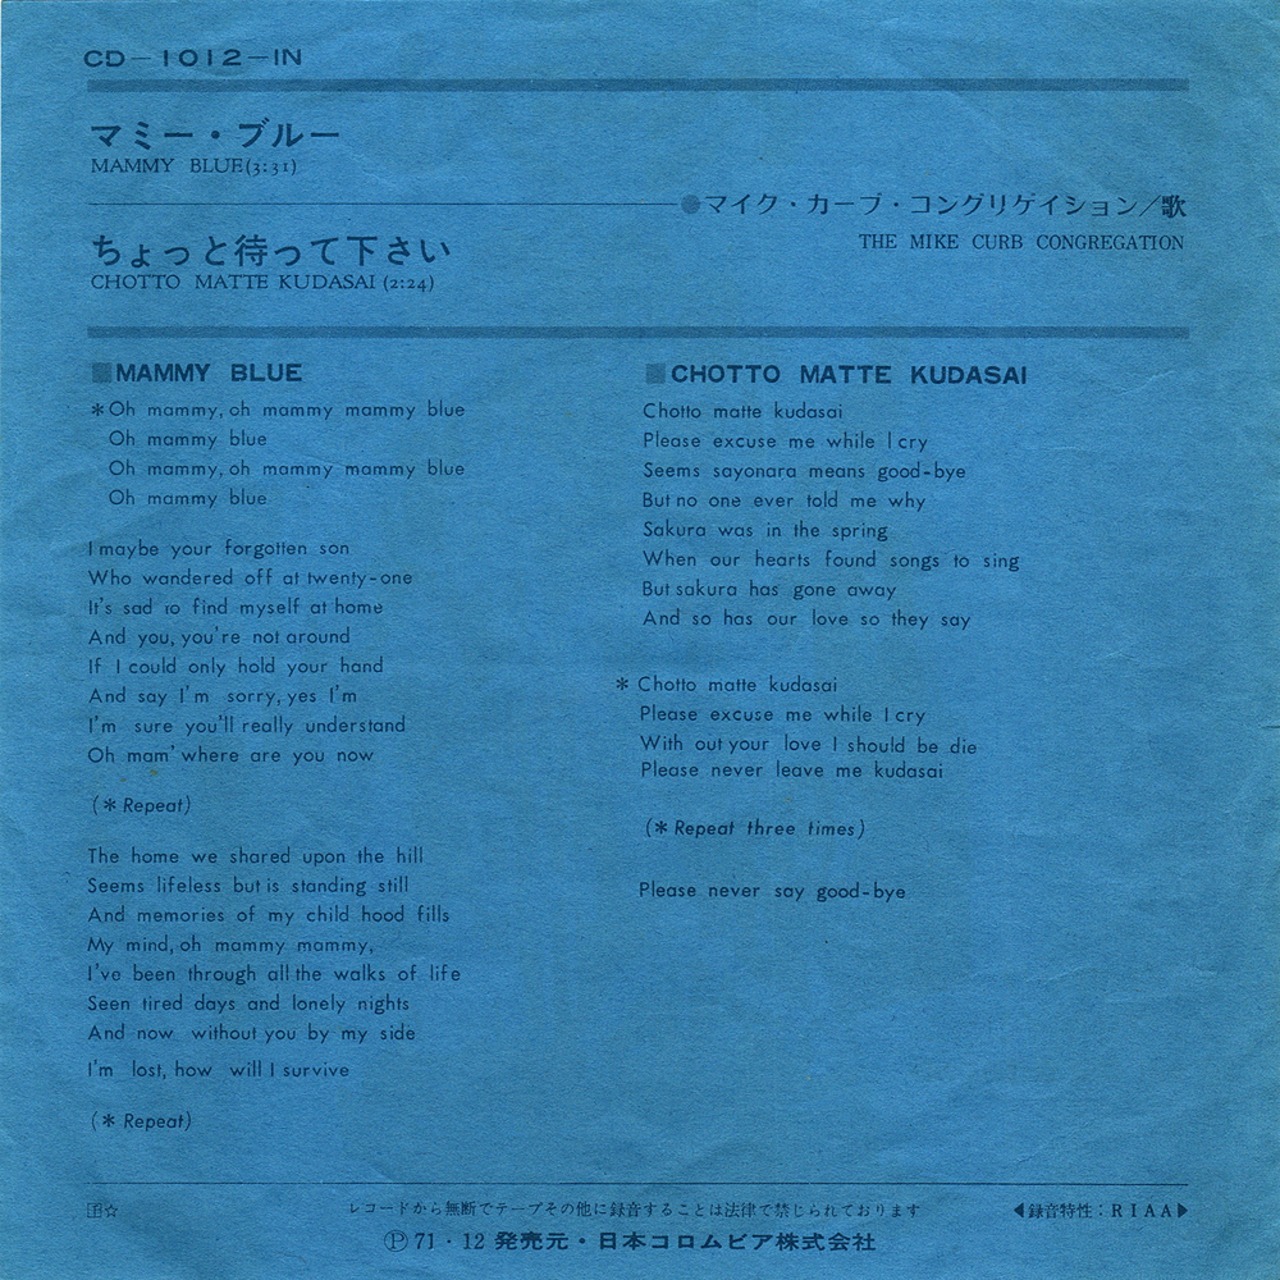 CD-1012-IN
マミー・ブルー
MAMMY BLUE(3:31)
●マイク・カーブ・コングリゲイション/歌
THE MIKE CURB CONGREGATION
ちょっと待って下さい
CHOTTO MATTE KUDASAI (2:24)
■MAMMY BLUE
*Oh mammy, oh mammy mammy blue
Oh mammy blue
Oh mammy, oh mammy mammy blue
Oh mammy blue
I maybe your forgotten son
Who wandered off at twenty-one
It's sad to find myself at home
And you, you're not around
If I could only hold your hand
And say I'm sorry, yes I'm
I'm sure you'll really understand
Oh mam' where are you now
(* Repeat)
The home we shared upon the hill
Seems lifeless but is standing still
And memories of my child hood fills
My mind, oh mammy mammy,
I've been through all the walks of life
Seen tired days and lonely nights
And now without you by my side
I'm lost, how will I survive
(* Repeat)
■CHOTTO MATTE KUDASAI
Chotto matte kudasai
Please excuse me while I cry
Seems sayonara means good-bye
But no one ever told me why
Sakura was in the spring
When our hearts found songs to sing
But sakura has gone away
And so has our love so they say
* Chotto matte kudasai
Please excuse me while I cry
With out your love I should be die
Please never leave me kudasai
(* Repeat three times)
Please never say good-bye
レコードから無断でテープその他に録音することは法律で禁じられております
◀録音特性:RIAA▶
Ⓟ71・12 発売元・日本コロムビア株式会社